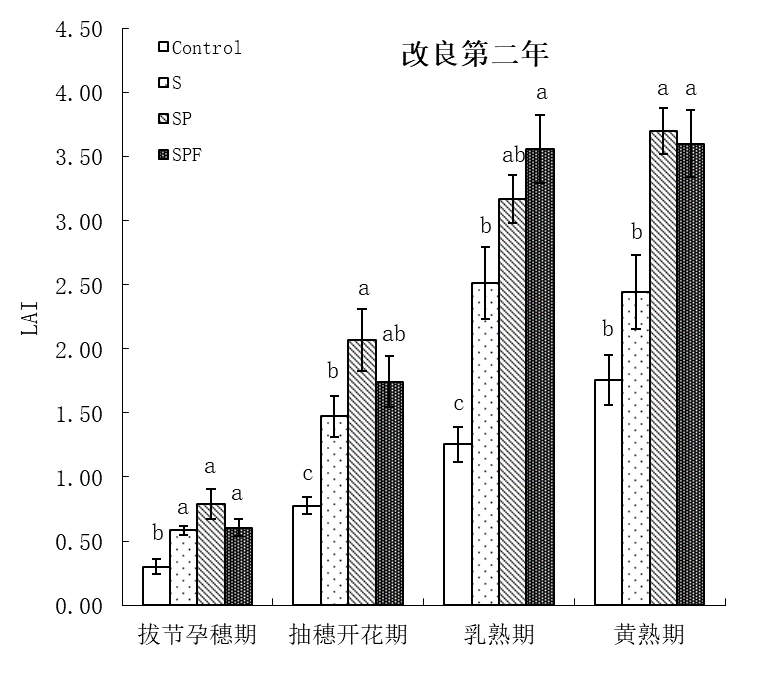 改良第二年
Control
S
SP
SPF
LAI
4.50
4.00
3.50
3.00
2.50
2.00
1.50
1.00
0.50
0.00
b a a a
c b a ab
c b ab a
b b a a
拔节孕穗期 抽穗开花期 乳熟期 黄熟期